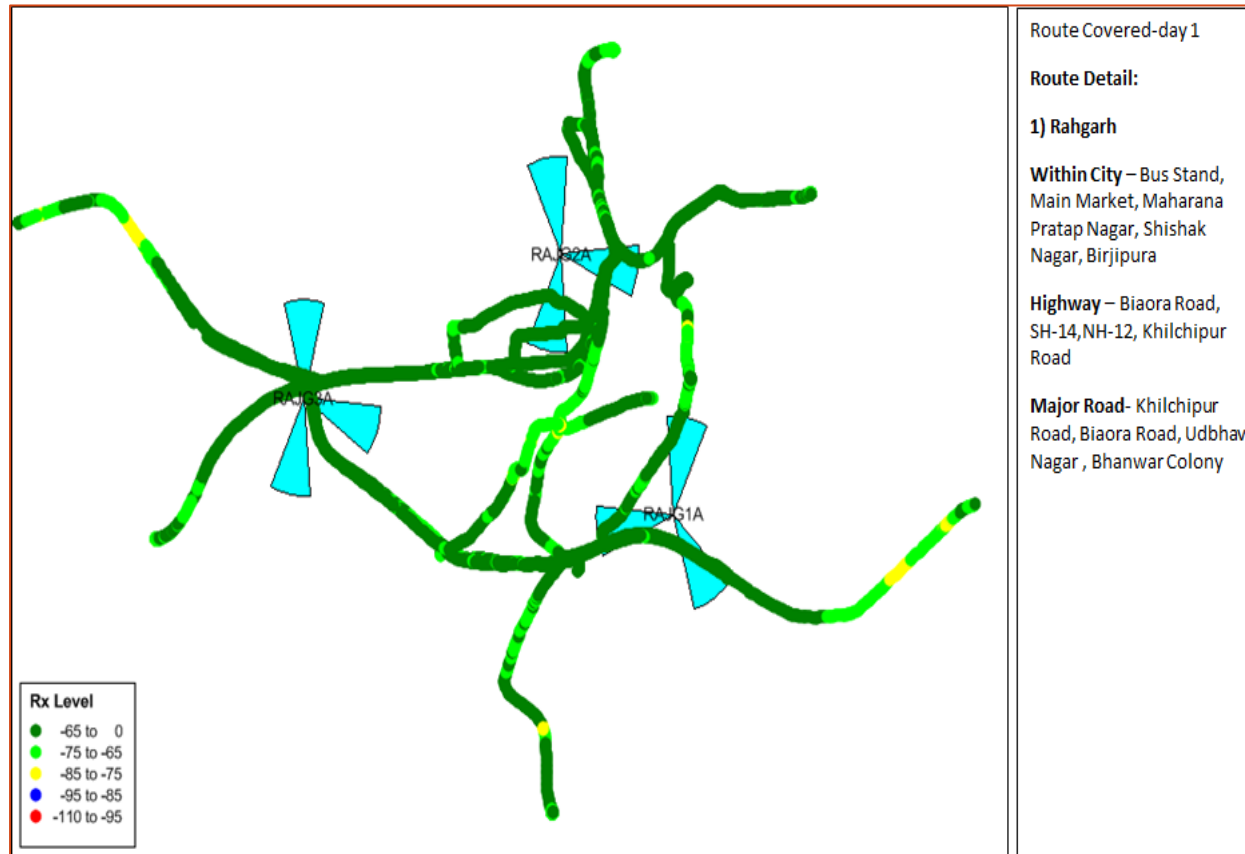 RAJG2A
RAJG3A
RAJG1A
Rx Level
-65 to 0
-75 to -65
-85 to -75
-95 to -85
-110 to -95
Route Covered-day 1
Route Detail:
1) Rahgarh
Within City – Bus Stand,
Main Market, Maharana
Pratap Nagar, Shishak
Nagar, Birjipura
Highway – Biaora Road,
SH-14,NH-12, Khilchipur
Road
Major Road- Khilchipur
Road, Biaora Road, Udbhav
Nagar , Bhanwar Colony